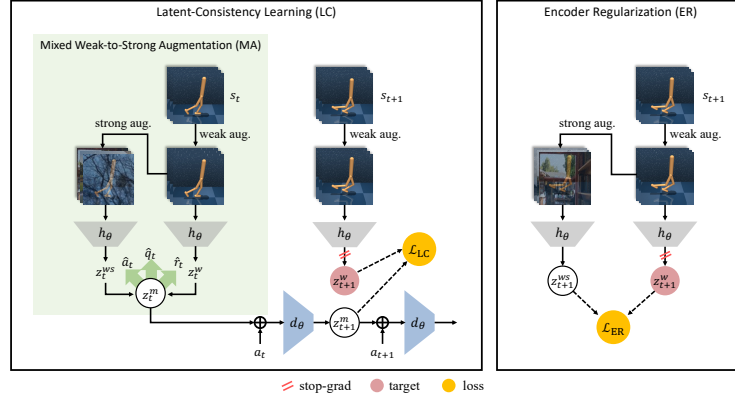 Latent-Consistency Learning (LC)
Mixed Weak-to-Strong Augmentation (MA)
s_t
strong aug.
weak aug.
h_θ
h_θ
z_t^{ws}
â_t
q̂_t
r̂_t
z_t^w
z_t^m
a_t
d_θ
s_{t+1}
weak aug.
h_θ
z_{t+1}^w
ℒ_LC
z_{t+1}^m
a_{t+1}
d_θ
Encoder Regularization (ER)
s_{t+1}
strong aug.
weak aug.
h_θ
h_θ
z_{t+1}^{ws}
z_{t+1}^w
ℒ_ER
stop-grad
target
loss